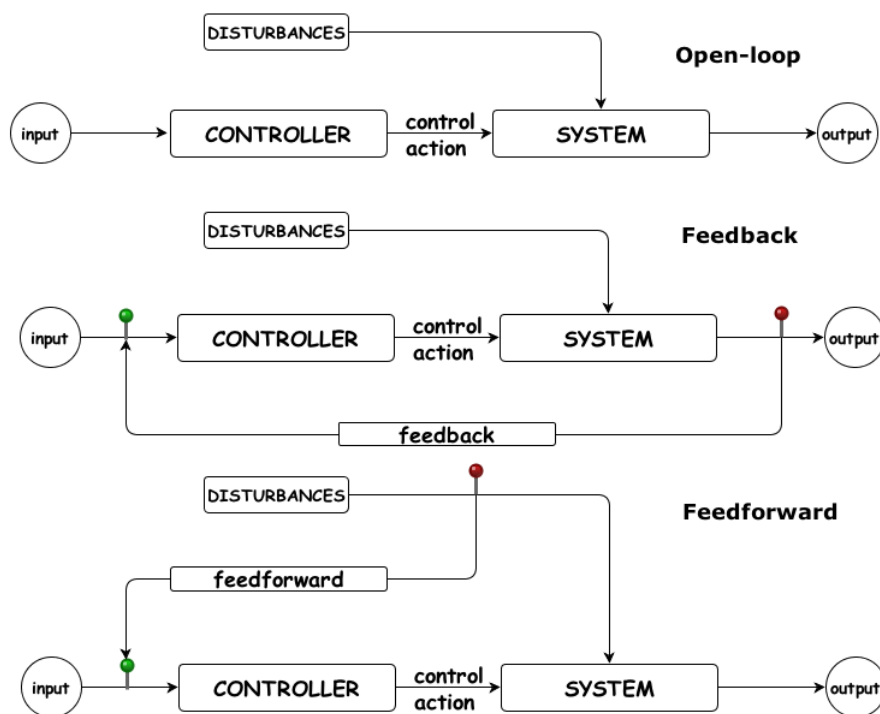 DISTURBANCES
Open-loop
input
CONTROLLER
control
action
SYSTEM
output
DISTURBANCES
Feedback
input
CONTROLLER
control
action
SYSTEM
output
feedback
DISTURBANCES
Feedforward
feedforward
input
CONTROLLER
control
action
SYSTEM
output